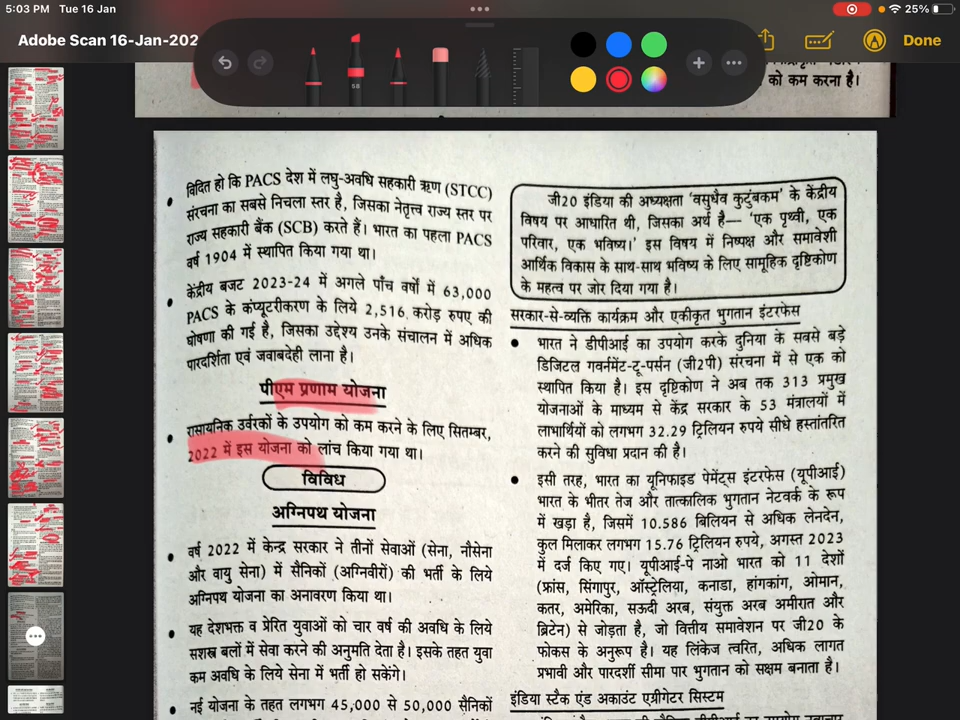 5:03 PM Tue 16 Jan
25%
Adobe Scan 16-Jan-202
58
Done
को कम करना है।
विदित हो कि PACS देश में लघु-अवधि सहकारी ऋण (STCC)
संरचना का सबसे निचला स्तर है, जिसका नेतृत्व राज्य स्तर पर
राज्य सहकारी बैंक (SCB) करते हैं। भारत का पहला PACS
वर्ष 1904 में स्थापित किया गया था।
केंद्रीय बजट 2023-24 में अगले पाँच वर्षों में 63,000
PACS के कंप्यूटरीकरण के लिये 2,516 करोड़ रुपए की
घोषणा की गई है, जिसका उद्देश्य उनके संचालन में अधिक
पारदर्शिता एवं जवाबदेही लाना है।
पीएम प्रणाम योजना
रासायनिक उर्वरकों के उपयोग को कम करने के लिए सितम्बर,
2022 में इस योजना को लांच किया गया था।
विविध
अग्निपथ योजना
वर्ष 2022 में केन्द्र सरकार ने तीनों सेवाओं (सेना, नौसेना
और वायु सेना) में सैनिकों (अग्निवीरों) की भर्ती के लिये
अग्निपथ योजना का अनावरण किया था।
यह देशभक्त व प्रेरित युवाओं को चार वर्ष की अवधि के लिये
सशस्त्र बलों में सेवा करने की अनुमति देता है। इसके तहत युवा
कम अवधि के लिये सेना में भर्ती हो सकेंगे।
नई योजना के तहत लगभग 45,000 से 50,000 सैनिकों
जी20 इंडिया की अध्यक्षता 'वसुधैव कुटुंबकम' के केंद्रीय
विषय पर आधारित थी, जिसका अर्थ है— 'एक पृथ्वी, एक
परिवार, एक भविष्य।' इस विषय में निष्पक्ष और समावेशी
आर्थिक विकास के साथ-साथ भविष्य के लिए सामूहिक दृष्टिकोण
के महत्व पर जोर दिया गया है।
सरकार-से-व्यक्ति कार्यक्रम और एकीकृत भुगतान इंटरफेस
भारत ने डीपीआई का उपयोग करके दुनिया के सबसे बड़े
डिजिटल गवर्नमेंट-टू-पर्सन (जी2पी) संरचना में से एक को
स्थापित किया है। इस दृष्टिकोण ने अब तक 313 प्रमुख
योजनाओं के माध्यम से केंद्र सरकार के 53 मंत्रालयों में
लाभार्थियों को लगभग 32.29 ट्रिलियन रुपये सीधे हस्तांतरित
करने की सुविधा प्रदान की है।
इसी तरह, भारत का यूनिफाइड पेमेंट्स इंटरफेस (यूपीआई)
भारत के भीतर तेज और तात्कालिक भुगतान नेटवर्क के रूप
में खड़ा है, जिसमें 10.586 बिलियन से अधिक लेनदेन,
कुल मिलाकर लगभग 15.76 ट्रिलियन रुपये, अगस्त 2023
में दर्ज किए गए। यूपीआई-पे नाओ भारत को 11 देशों
(फ्रांस, सिंगापुर, ऑस्ट्रेलिया, कनाडा, हांगकांग, ओमान,
कतर, अमेरिका, सऊदी अरब, संयुक्त अरब अमीरात और
ब्रिटेन) से जोड़ता है, जो वित्तीय समावेशन पर जी20 के
फोकस के अनुरूप है। यह लिंकेज त्वरित, अधिक लागत
प्रभावी और पारदर्शी सीमा पार भुगतान को सक्षम बनाता है।
इंडिया स्टैक एंड अकाउंट एग्रीगेटर सिस्टम